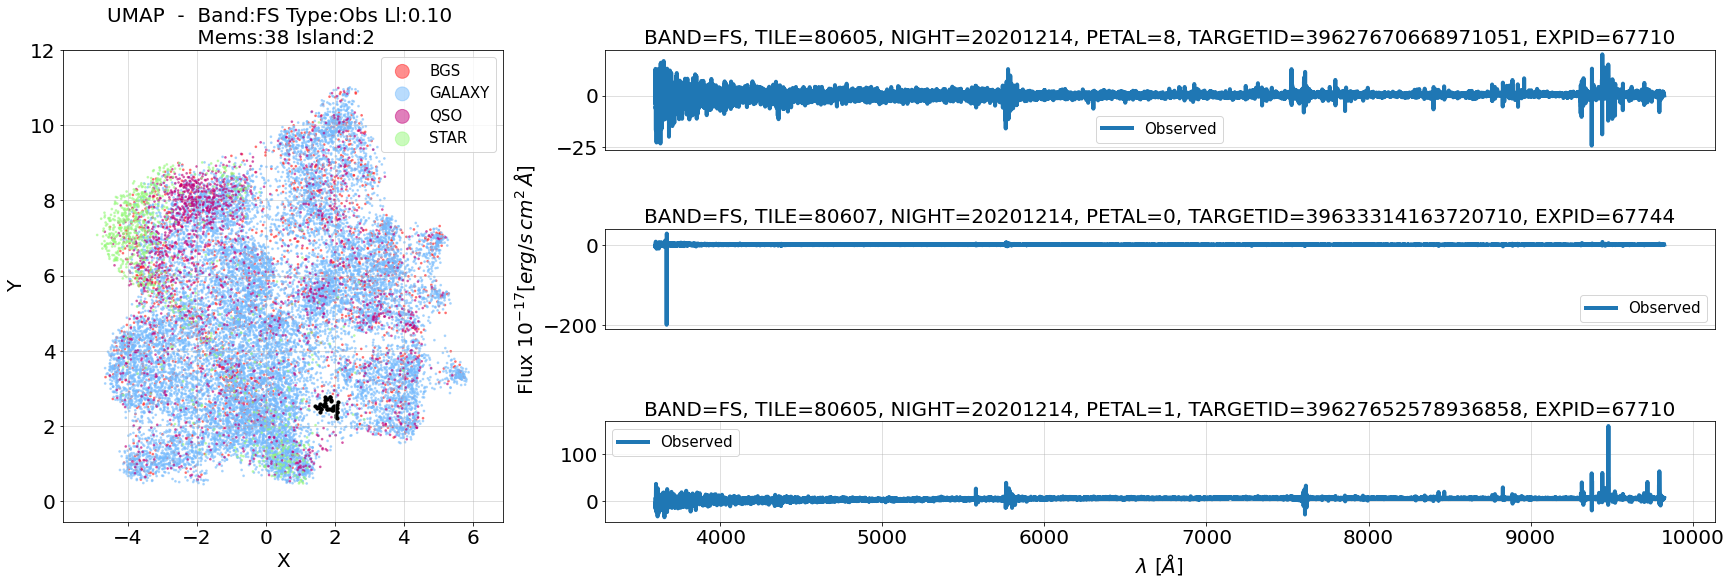 UMAP - Band:FS Type:Obs Ll:0.10
Mems:38 Island:2
12
10
8
6
4
2
0
Y
−4
−2
0
2
4
6
X
BGS
GALAXY
QSO
STAR
BAND=FS, TILE=80605, NIGHT=20201214, PETAL=8, TARGETID=39627670668971051, EXPID=67710
0
−25
Observed
BAND=FS, TILE=80607, NIGHT=20201214, PETAL=0, TARGETID=39633314163720710, EXPID=67744
0
−200
Observed
Flux 10⁻¹⁷[erg/s cm² Å]
BAND=FS, TILE=80605, NIGHT=20201214, PETAL=1, TARGETID=39627652578936858, EXPID=67710
100
0
Observed
4000
5000
6000
7000
8000
9000
10000
λ [Å]